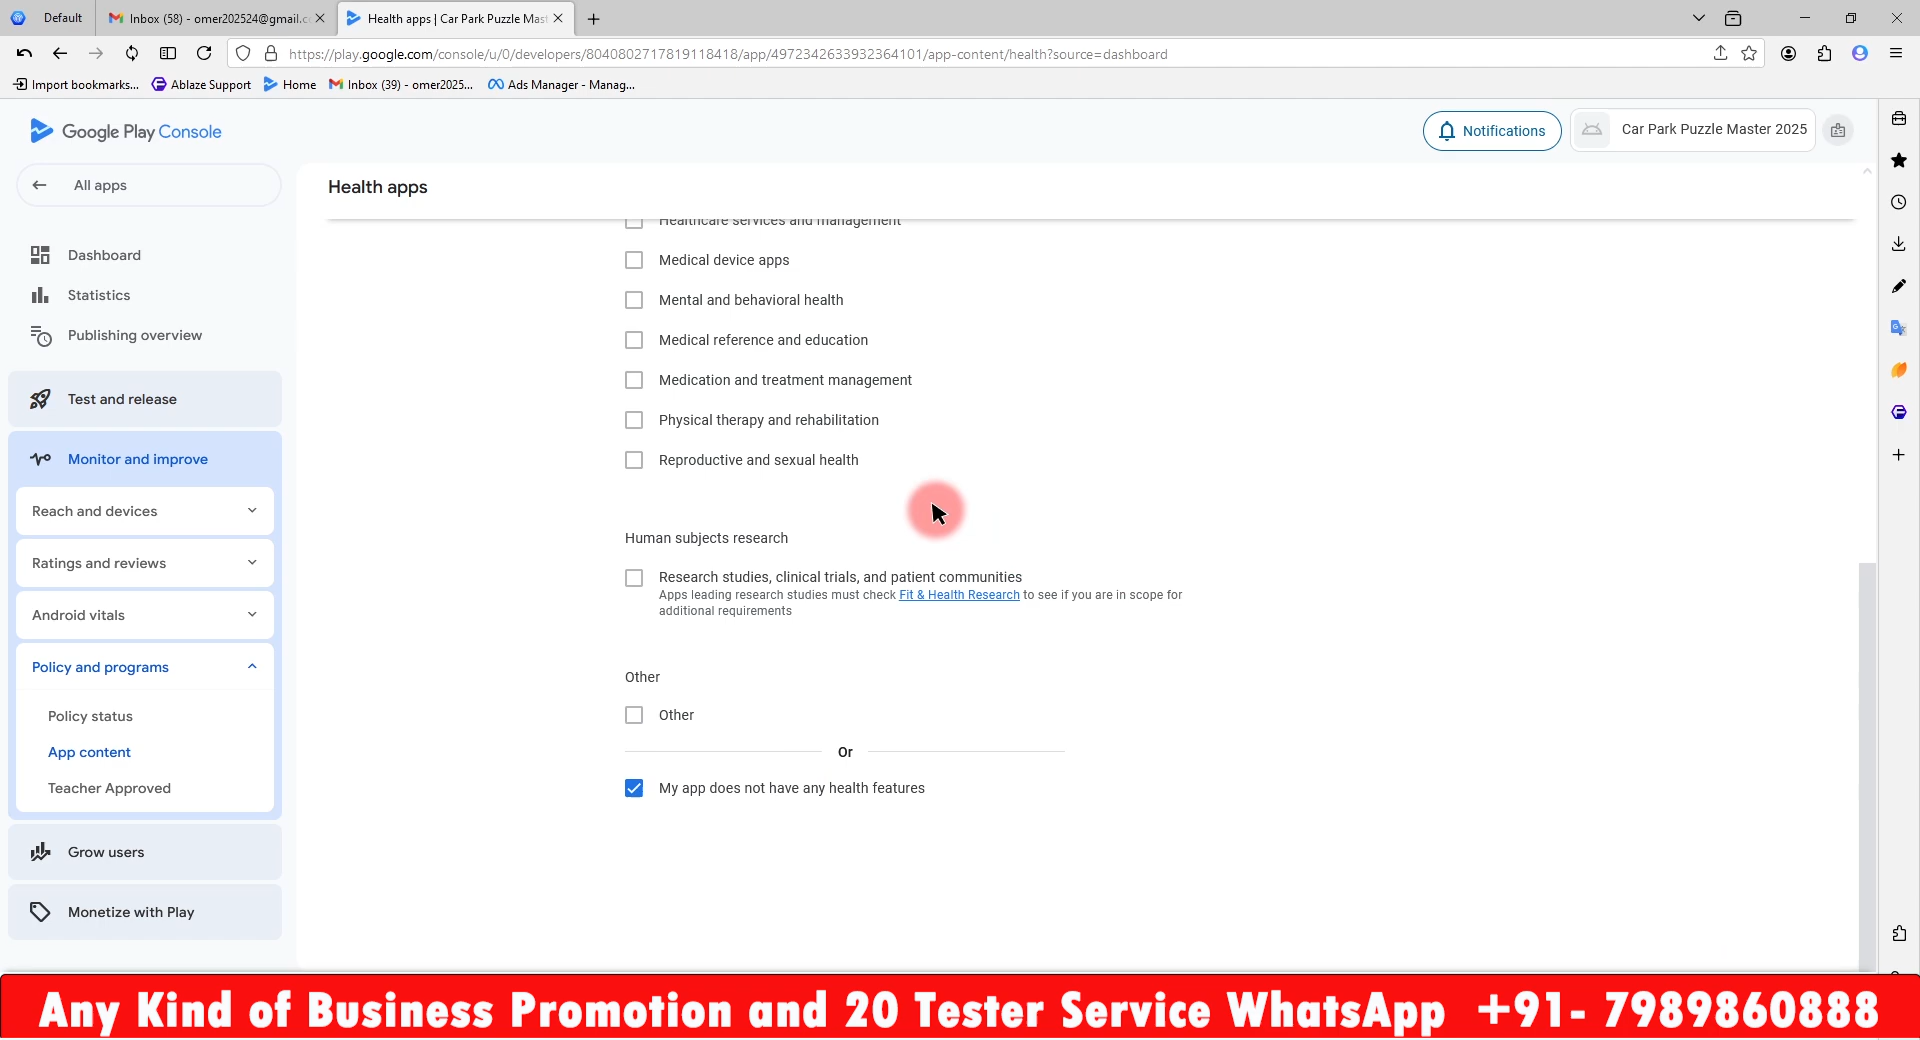 Default
Inbox (58) - omer202524@gmail.c
Health apps | Car Park Puzzle Mast
https://play.google.com/console/u/0/developers/8040802717819118418/app/4972342633932364101/app-content/health?source=dashboard
Import bookmarks...
Ablaze Support
Home
Inbox (39) - omer2025...
Ads Manager - Manag...
Google Play Console
Notifications
Car Park Puzzle Master 2025
All apps
Health apps
Dashboard
Statistics
Publishing overview
Test and release
Monitor and improve
Reach and devices
Ratings and reviews
Android vitals
Policy and programs
Policy status
App content
Teacher Approved
Grow users
Monetize with Play
Healthcare services and management
Medical device apps
Mental and behavioral health
Medical reference and education
Medication and treatment management
Physical therapy and rehabilitation
Reproductive and sexual health
Human subjects research
Research studies, clinical trials, and patient communities
Apps leading research studies must check Fit & Health Research to see if you are in scope for
additional requirements
Other
Other
Or
My app does not have any health features
Any Kind of Business Promotion and 20 Tester Service WhatsApp +91- 7989860888